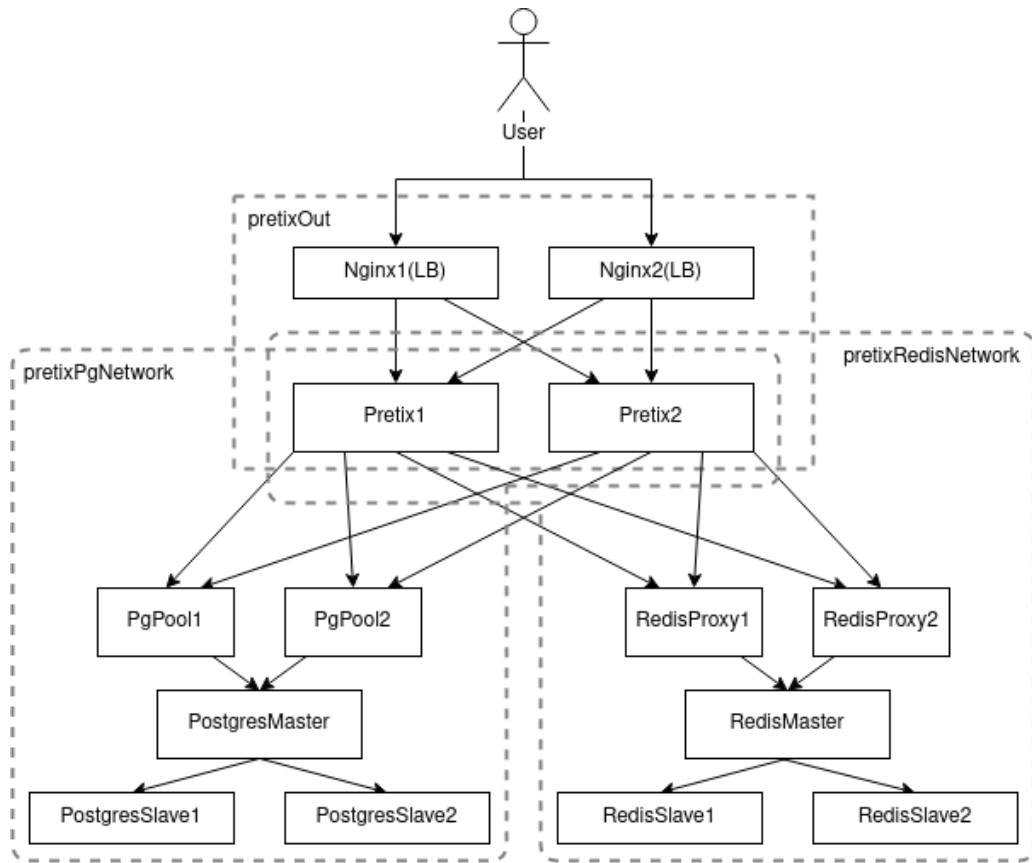 User
pretixOut
Nginx1(LB)
Nginx2(LB)
pretixPgNetwork
pretixRedisNetwork
Pretix1
Pretix2
PgPool1
PgPool2
RedisProxy1
RedisProxy2
PostgresMaster
RedisMaster
PostgresSlave1
PostgresSlave2
RedisSlave1
RedisSlave2